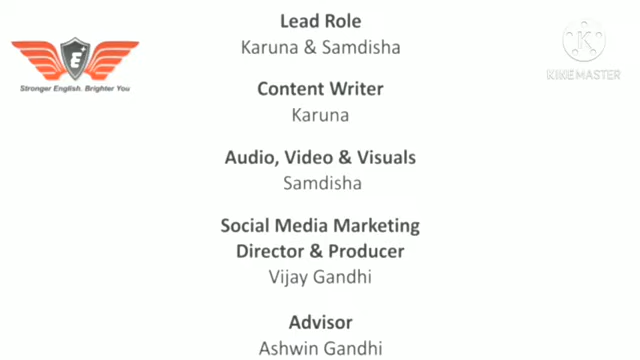 Lead Role
Karuna & Samdisha
E+
Stronger English. Brighter You
KINEMASTER
Content Writer
Karuna
Audio, Video & Visuals
Samdisha
Social Media Marketing
Director & Producer
Vijay Gandhi
Advisor
Ashwin Gandhi